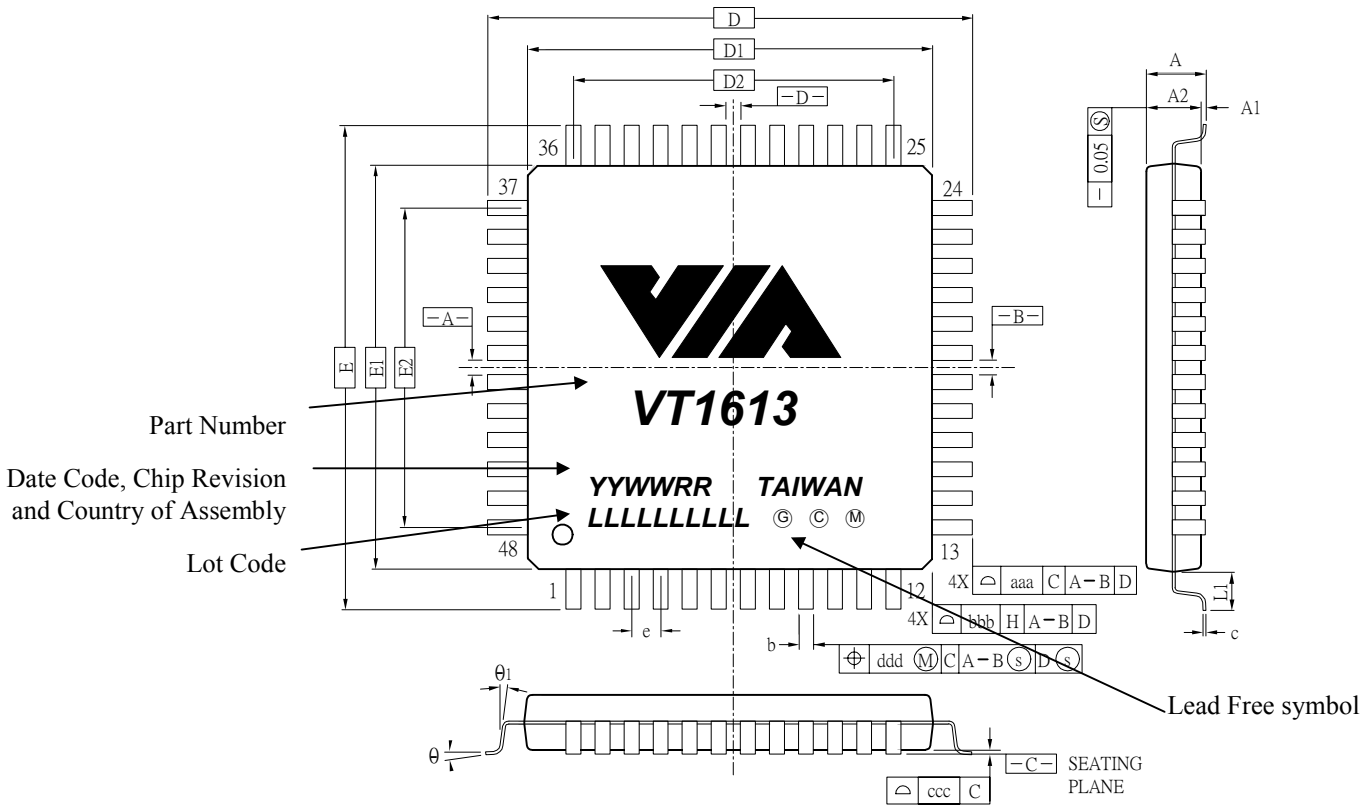 D
D1
D2
-D-
36
25
37
24
A
A2
A1
- 0.05 Ⓢ
-A-
-B-
E
E1
E2
VIA
VT1613
Part Number
Date Code, Chip Revision
and Country of Assembly
YYWWRR TAIWAN
LLLLLLLLLL Ⓖ Ⓒ Ⓜ
Lot Code
48
13
1
12
4X ⌓ aaa C A-B D
4X ⌓ bbb H A-B D
e
b
⌖ ddd Ⓜ C A-B ⓢ D ⓢ
L1
c
θ1
θ
Lead Free symbol
-C- SEATING
PLANE
⌓ ccc C